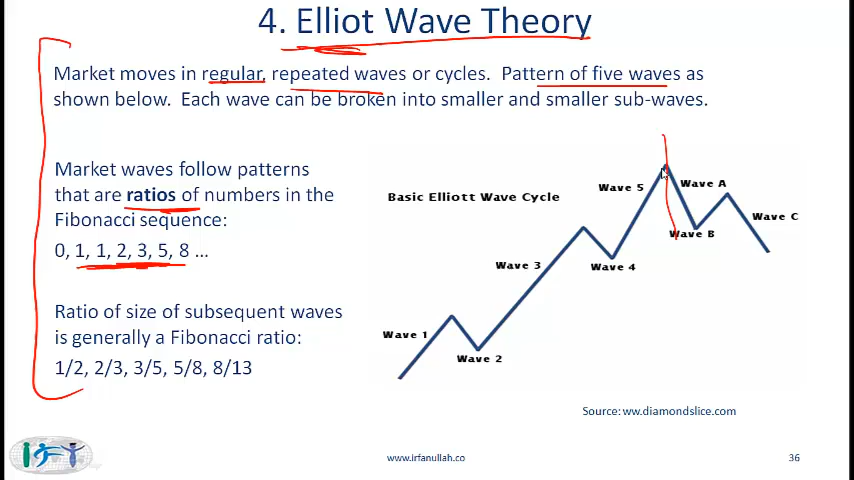 4. Elliot Wave Theory
Market moves in regular, repeated waves or cycles. Pattern of five waves as
shown below. Each wave can be broken into smaller and smaller sub-waves.
Market waves follow patterns
that are ratios of numbers in the
Fibonacci sequence:
0, 1, 1, 2, 3, 5, 8 ...
Ratio of size of subsequent waves
is generally a Fibonacci ratio:
1/2, 2/3, 3/5, 5/8, 8/13
Basic Elliott Wave Cycle
Wave 5
Wave A
Wave C
Wave B
Wave 3
Wave 4
Wave 1
Wave 2
Source: ww.diamondslice.com
www.irfanullah.co
36